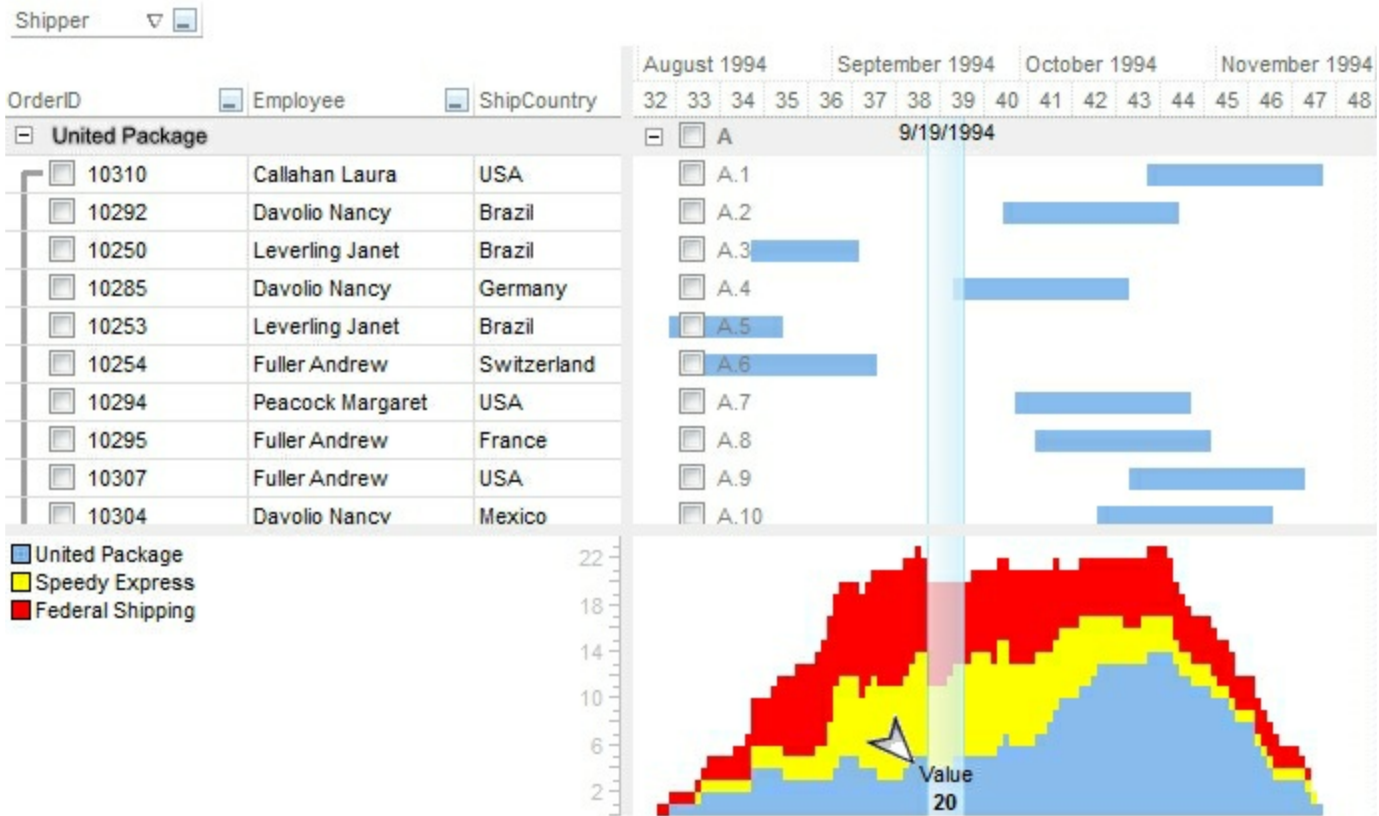 Shipper
August 1994 September 1994 October 1994 November 1994
OrderID Employee ShipCountry 32 33 34 35 36 37 38 39 40 41 42 43 44 45 46 47 48
United Package A 9/19/1994
10310 Callahan Laura USA A.1
10292 Davolio Nancy Brazil A.2
10250 Leverling Janet Brazil A.3
10285 Davolio Nancy Germany A.4
10253 Leverling Janet Brazil A.5
10254 Fuller Andrew Switzerland A.6
10294 Peacock Margaret USA A.7
10295 Fuller Andrew France A.8
10307 Fuller Andrew USA A.9
10304 Davolio Nancy Mexico A.10
United Package 22
Speedy Express
Federal Shipping 18
14
10
6
Value
2 20